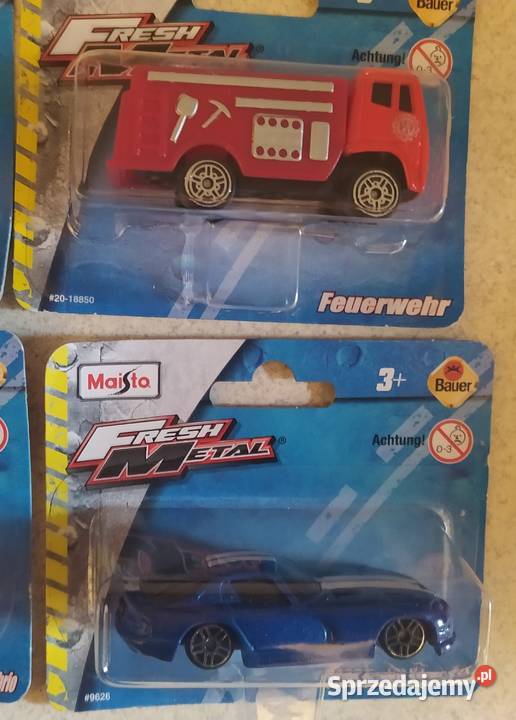 Bauer
FRESH
METAL®
Achtung!
0-3
#20-18850
Feuerwehr
Maisto
3+
Bauer
FRESH
METAL®
Achtung!
0-3
#9626
Sprzedajemy.pl